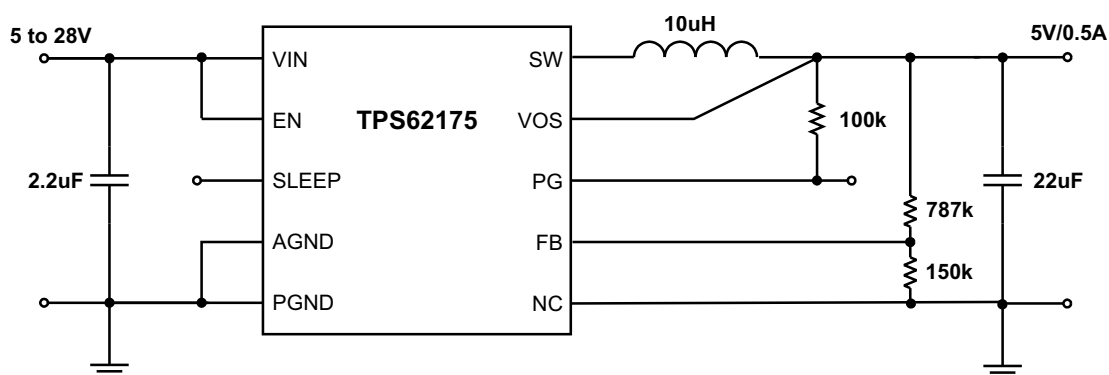 10uH
5 to 28V
5V/0.5A
VIN
SW
EN
TPS62175
VOS
100k
2.2uF
SLEEP
PG
22uF
787k
AGND
FB
150k
PGND
NC